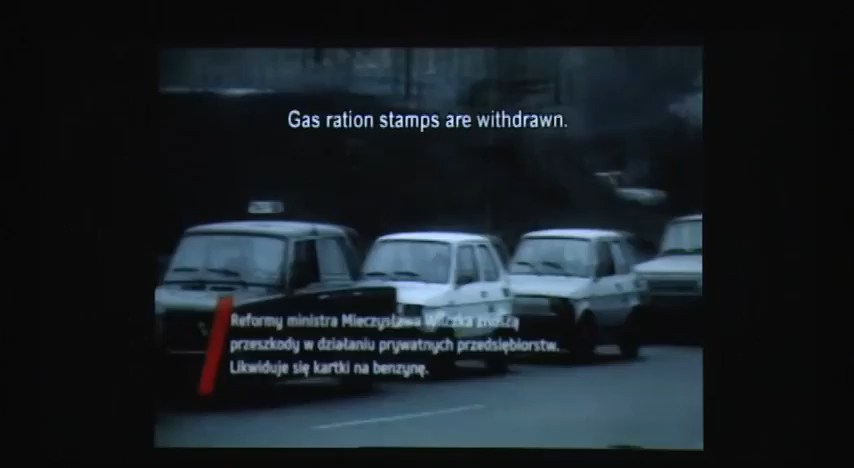 Gas ration stamps are withdrawn.
Reformy ministra Mieczysława Wilczka znoszą
przeszkody w działaniu prywatnych przedsiębiorstw.
Likwiduje się kartki na benzynę.